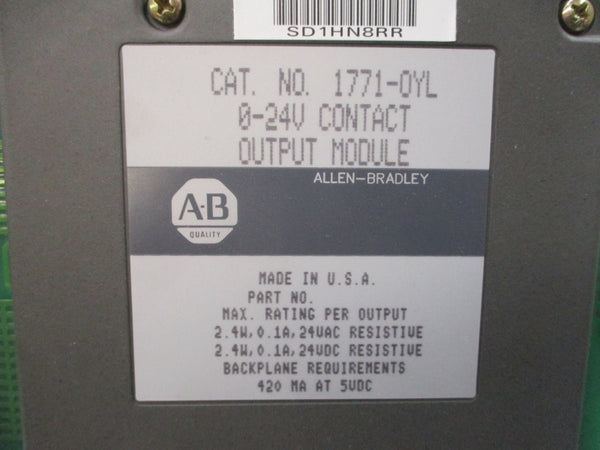 SD1HN8RR
CAT. NO. 1771-OYL
0-24V CONTACT
OUTPUT MODULE
ALLEN-BRADLEY
A·B
QUALITY
MADE IN U.S.A.
PART NO.
MAX. RATING PER OUTPUT
2.4W, 0.1A, 24VAC RESISTIVE
2.4W, 0.1A, 24VDC RESISTIVE
BACKPLANE REQUIREMENTS
420 MA AT 5VDC